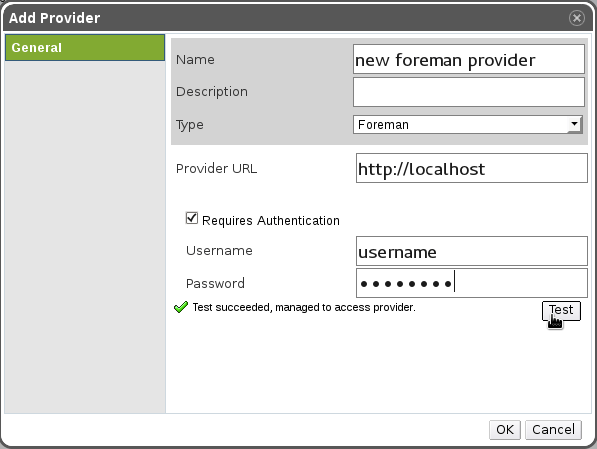 Add Provider
General
Name new foreman provider
Description
Type Foreman
Provider URL http://localhost
Requires Authentication
Username username
Password ••••••••
Test succeeded, managed to access provider.
Test
OK Cancel